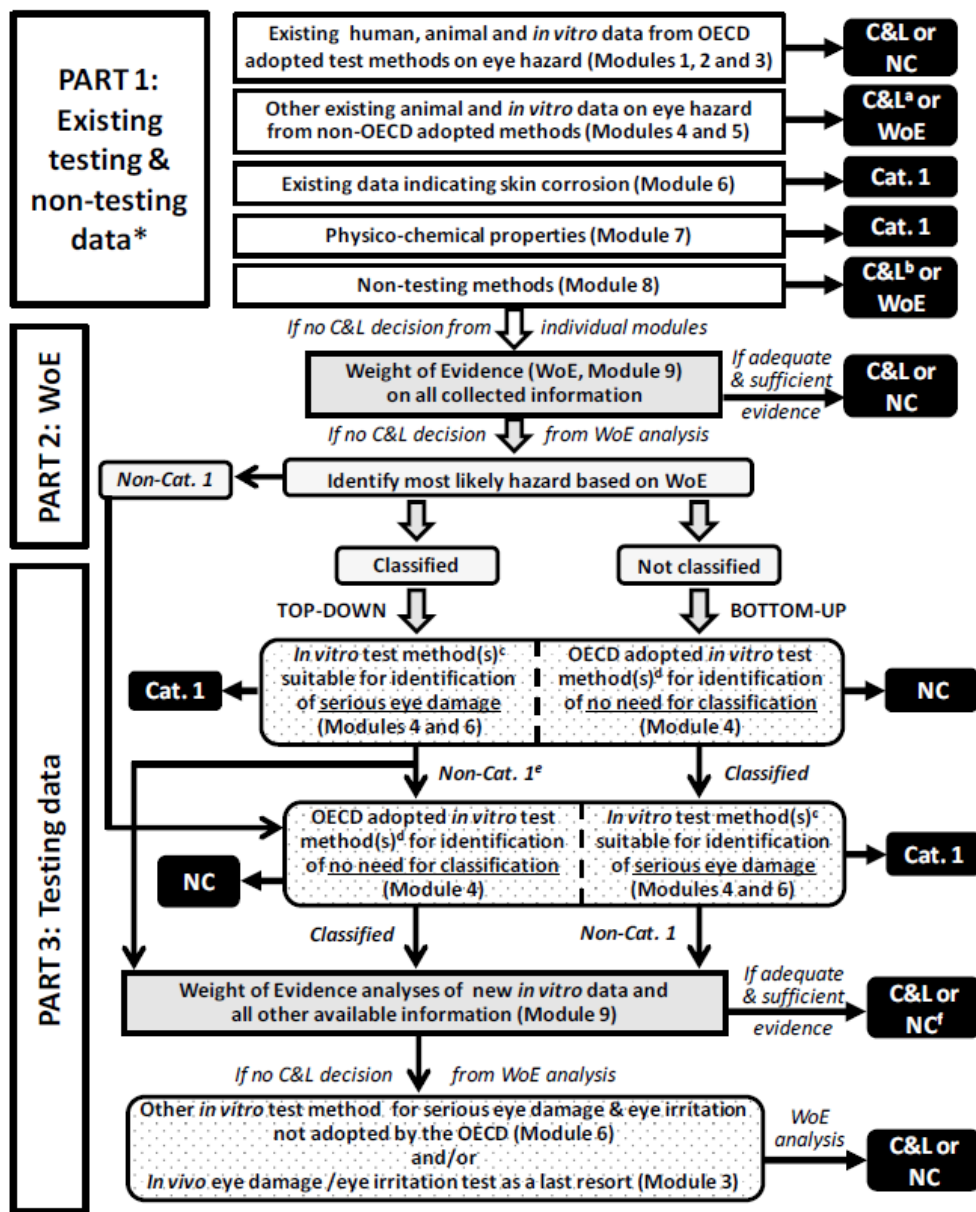 PART 1:
Existing
testing &
non-testing
data*
Existing human, animal and in vitro data from OECD
adopted test methods on eye hazard (Modules 1, 2 and 3)
C&L or
NC
Other existing animal and in vitro data on eye hazard
from non-OECD adopted methods (Modules 4 and 5)
C&Lᵃ or
WoE
Existing data indicating skin corrosion (Module 6)
Cat. 1
Physico-chemical properties (Module 7)
Cat. 1
Non-testing methods (Module 8)
C&Lᵇ or
WoE
If no C&L decision from individual modules
PART 2: WoE
Weight of Evidence (WoE, Module 9)
on all collected information
If adequate
& sufficient
evidence
C&L or
NC
If no C&L decision from WoE analysis
Non-Cat. 1
Identify most likely hazard based on WoE
Classified
Not classified
PART 3: Testing data
TOP-DOWN
BOTTOM-UP
In vitro test method(s)ᶜ
suitable for identification
of serious eye damage
(Modules 4 and 6)
OECD adopted in vitro test
method(s)ᵈ for identification
of no need for classification
(Module 4)
Cat. 1
NC
Non-Cat. 1ᵉ
Classified
OECD adopted in vitro test
method(s)ᵈ for identification
of no need for classification
(Module 4)
In vitro test method(s)ᶜ
suitable for identification
of serious eye damage
(Modules 4 and 6)
NC
Cat. 1
Classified
Non-Cat. 1
Weight of Evidence analyses of new in vitro data and
all other available information (Module 9)
If adequate
& sufficient
evidence
C&L or
NCᶠ
If no C&L decision from WoE analysis
Other in vitro test method for serious eye damage & eye irritation
not adopted by the OECD (Module 6)
and/or
In vivo eye damage /eye irritation test as a last resort (Module 3)
WoE
analysis
C&L or
NC